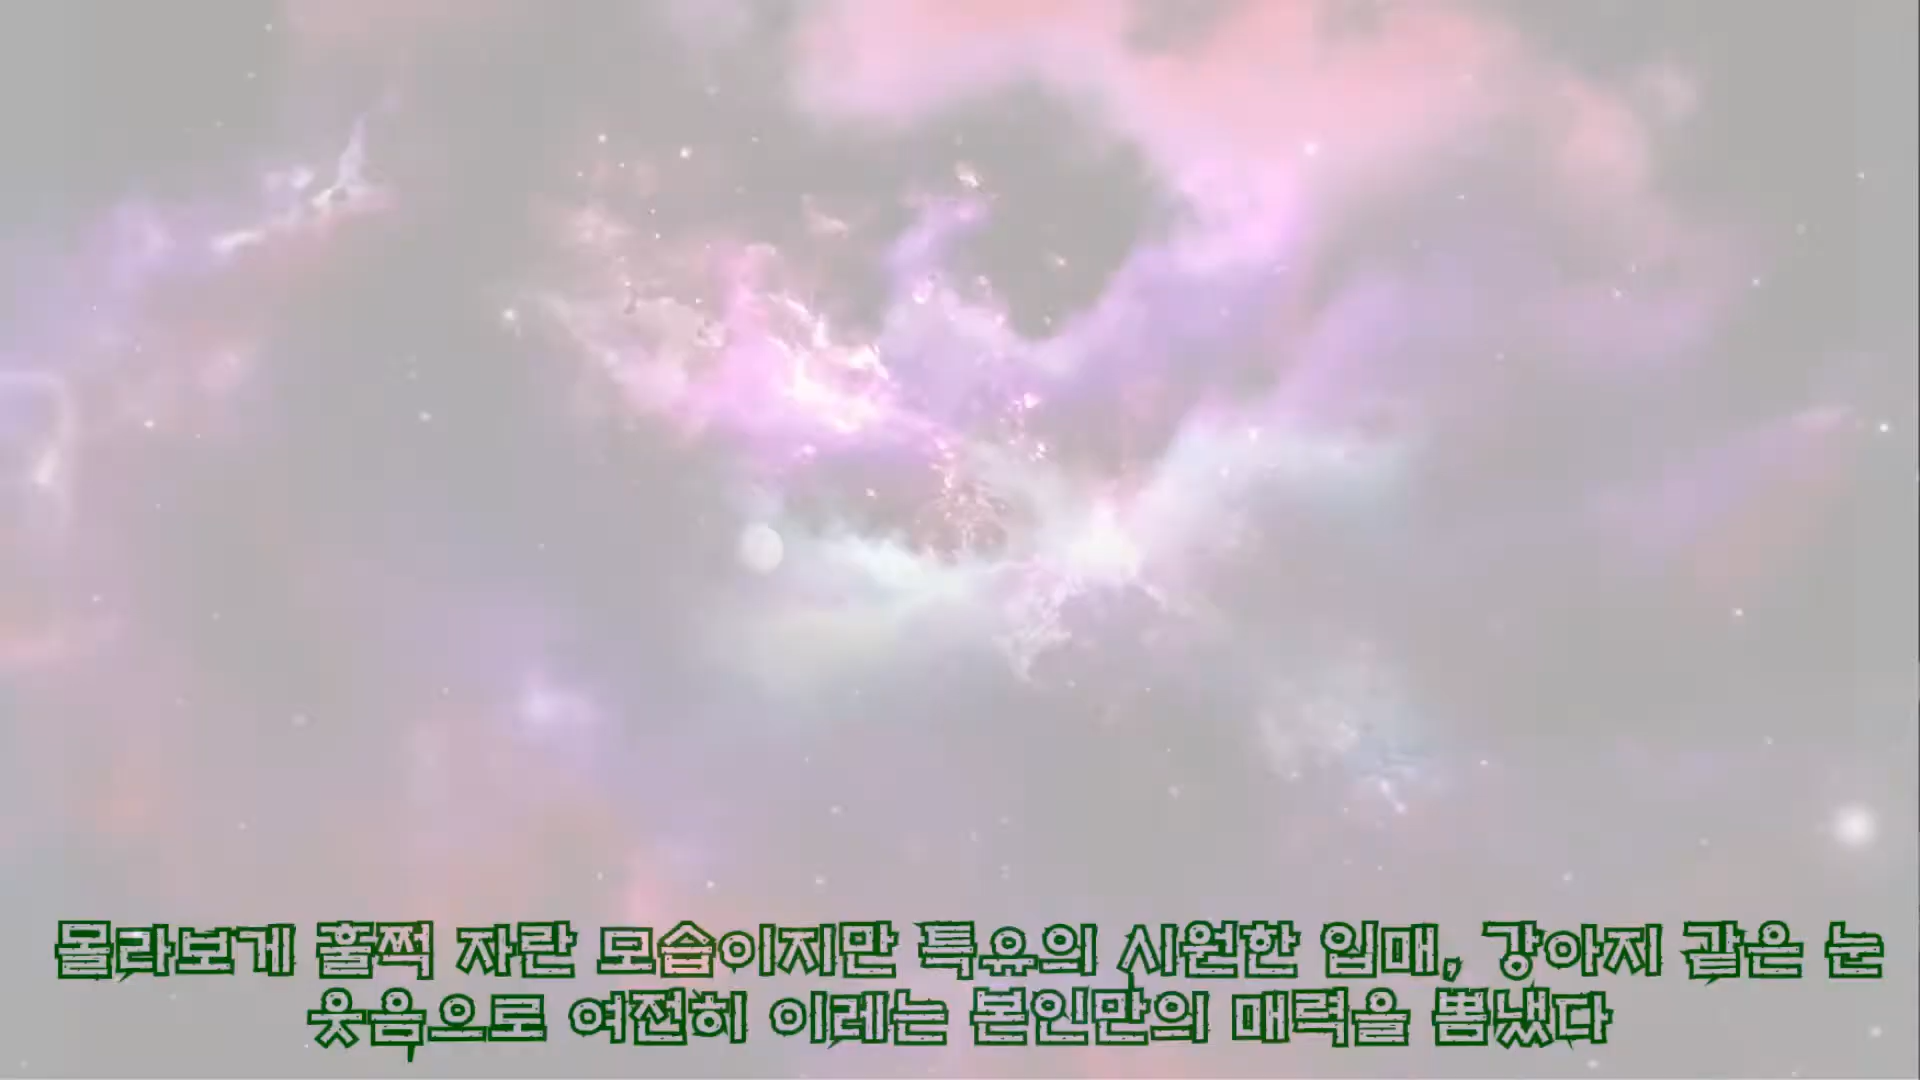 몰라보게 훌쩍 자란 모습이지만 특유의 시원한 입매, 강아지 같은 눈
웃음으로 여전히 이레는 본인만의 매력을 뽐냈다